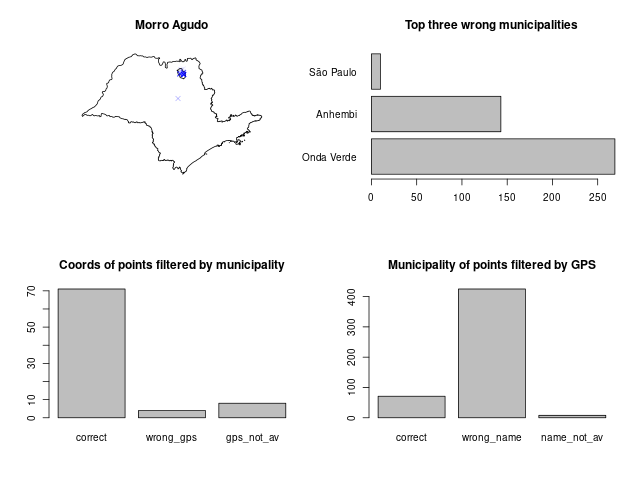 Morro Agudo
Top three wrong municipalities
São Paulo
Anhembi
Onda Verde
0 50 100 150 200 250
Coords of points filtered by municipality
70
50
30
10
0
correct wrong_gps gps_not_av
Municipality of points filtered by GPS
400
300
200
100
0
correct wrong_name name_not_av